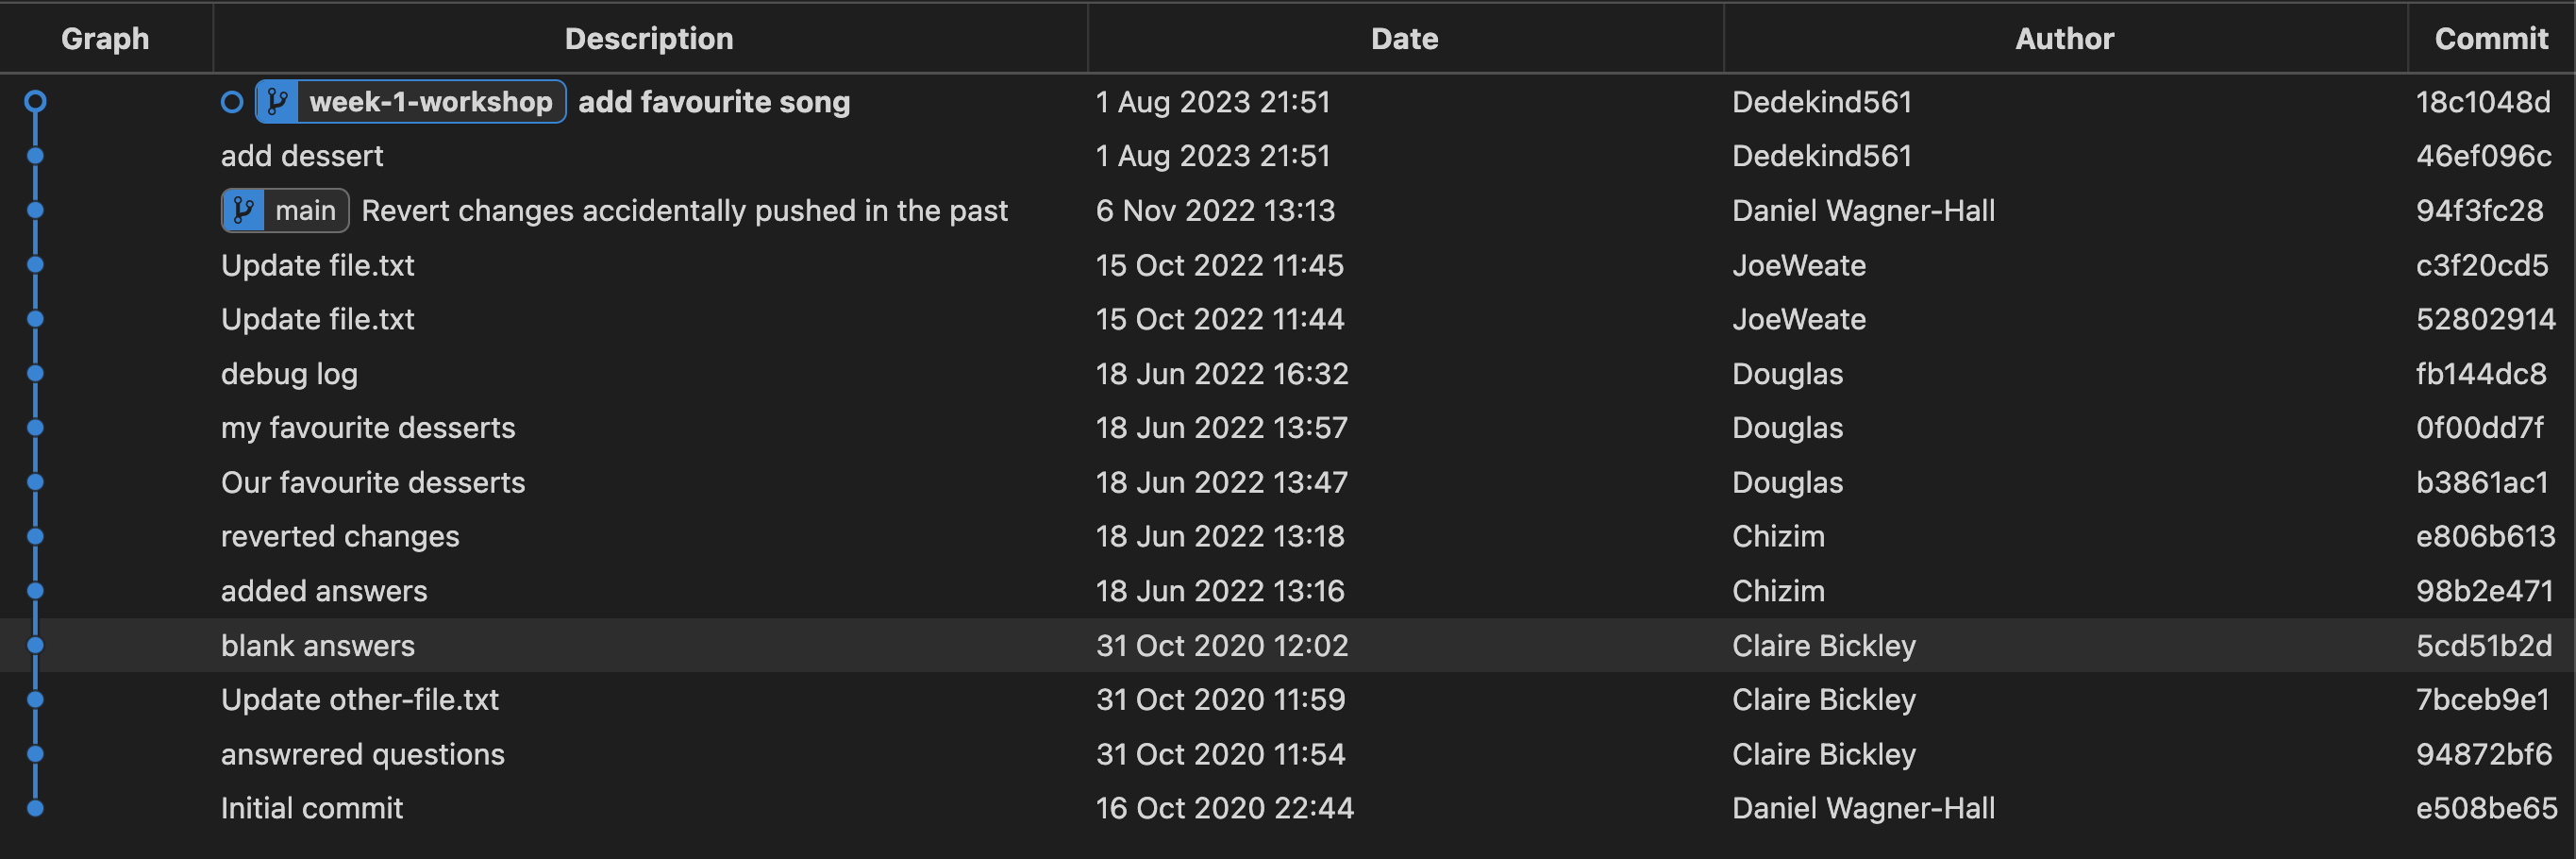 Graph Description Date Author Commit
week-1-workshop add favourite song 1 Aug 2023 21:51 Dedekind561 18c1048d
add dessert 1 Aug 2023 21:51 Dedekind561 46ef096c
main Revert changes accidentally pushed in the past 6 Nov 2022 13:13 Daniel Wagner-Hall 94f3fc28
Update file.txt 15 Oct 2022 11:45 JoeWeate c3f20cd5
Update file.txt 15 Oct 2022 11:44 JoeWeate 52802914
debug log 18 Jun 2022 16:32 Douglas fb144dc8
my favourite desserts 18 Jun 2022 13:57 Douglas 0f00dd7f
Our favourite desserts 18 Jun 2022 13:47 Douglas b3861ac1
reverted changes 18 Jun 2022 13:18 Chizim e806b613
added answers 18 Jun 2022 13:16 Chizim 98b2e471
blank answers 31 Oct 2020 12:02 Claire Bickley 5cd51b2d
Update other-file.txt 31 Oct 2020 11:59 Claire Bickley 7bceb9e1
answrered questions 31 Oct 2020 11:54 Claire Bickley 94872bf6
Initial commit 16 Oct 2020 22:44 Daniel Wagner-Hall e508be65